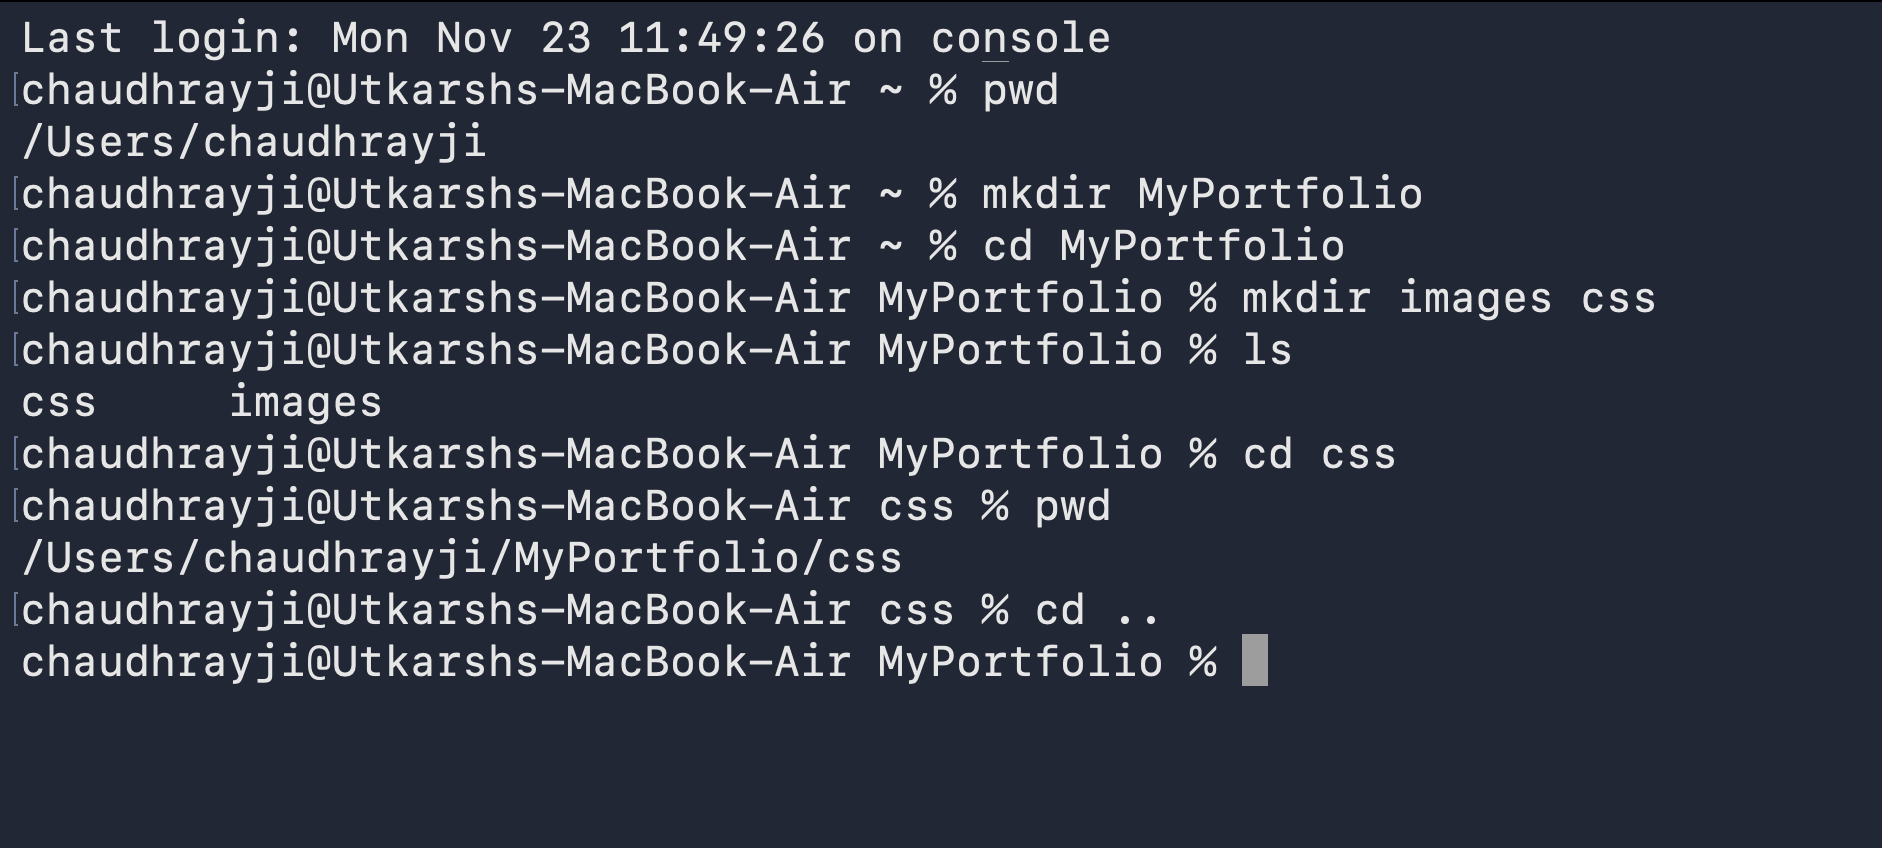 Last login: Mon Nov 23 11:49:26 on console
[chaudhrayji@Utkarshs-MacBook-Air ~ % pwd
/Users/chaudhrayji
[chaudhrayji@Utkarshs-MacBook-Air ~ % mkdir MyPortfolio
[chaudhrayji@Utkarshs-MacBook-Air ~ % cd MyPortfolio
[chaudhrayji@Utkarshs-MacBook-Air MyPortfolio % mkdir images css
[chaudhrayji@Utkarshs-MacBook-Air MyPortfolio % ls
css     images
[chaudhrayji@Utkarshs-MacBook-Air MyPortfolio % cd css
[chaudhrayji@Utkarshs-MacBook-Air css % pwd
/Users/chaudhrayji/MyPortfolio/css
[chaudhrayji@Utkarshs-MacBook-Air css % cd ..
chaudhrayji@Utkarshs-MacBook-Air MyPortfolio %